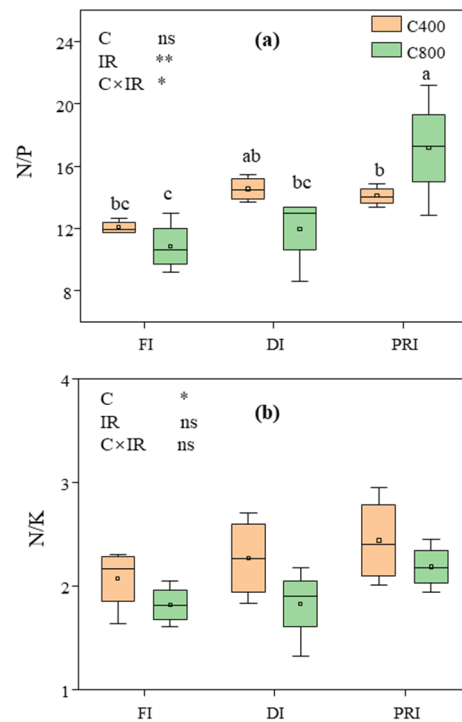 (a)
C400
C800
C ns
IR **
C×IR *
N/P
24
20
16
12
8
bc
c
ab
bc
b
a
FI
DI
PRI
(b)
C *
IR ns
C×IR ns
N/K
4
3
2
1
FI
DI
PRI